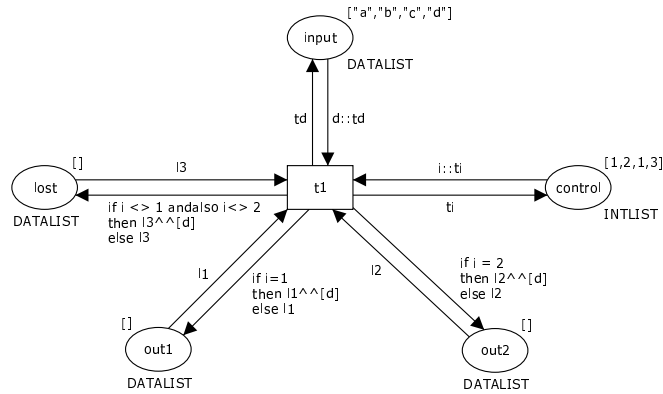 ["a","b","c","d"]
input
DATALIST
td
d::td
[]
l3
i::ti
[1,2,1,3]
lost
t1
control
DATALIST
if i <> 1 andalso i<> 2
then l3^^[d]
else l3
ti
INTLIST
l1
if i=1
then l1^^[d]
else l1
l2
if i = 2
then l2^^[d]
else l2
[]
out1
DATALIST
[]
out2
DATALIST